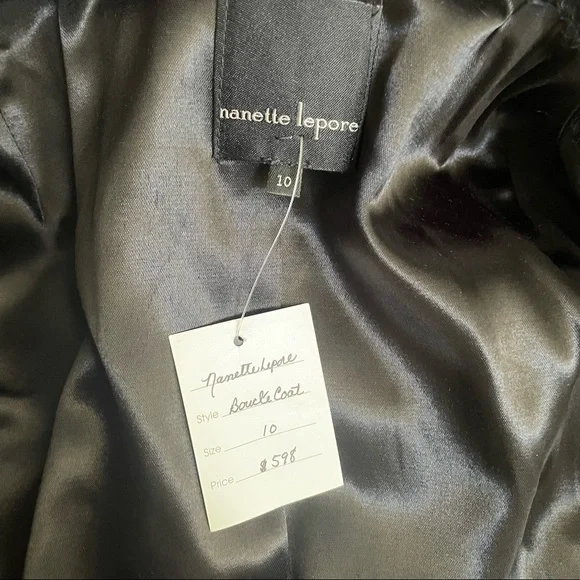 nanette lepore
10
Nanette Lepore
Style Boucle Coat
Size 10
Price $598